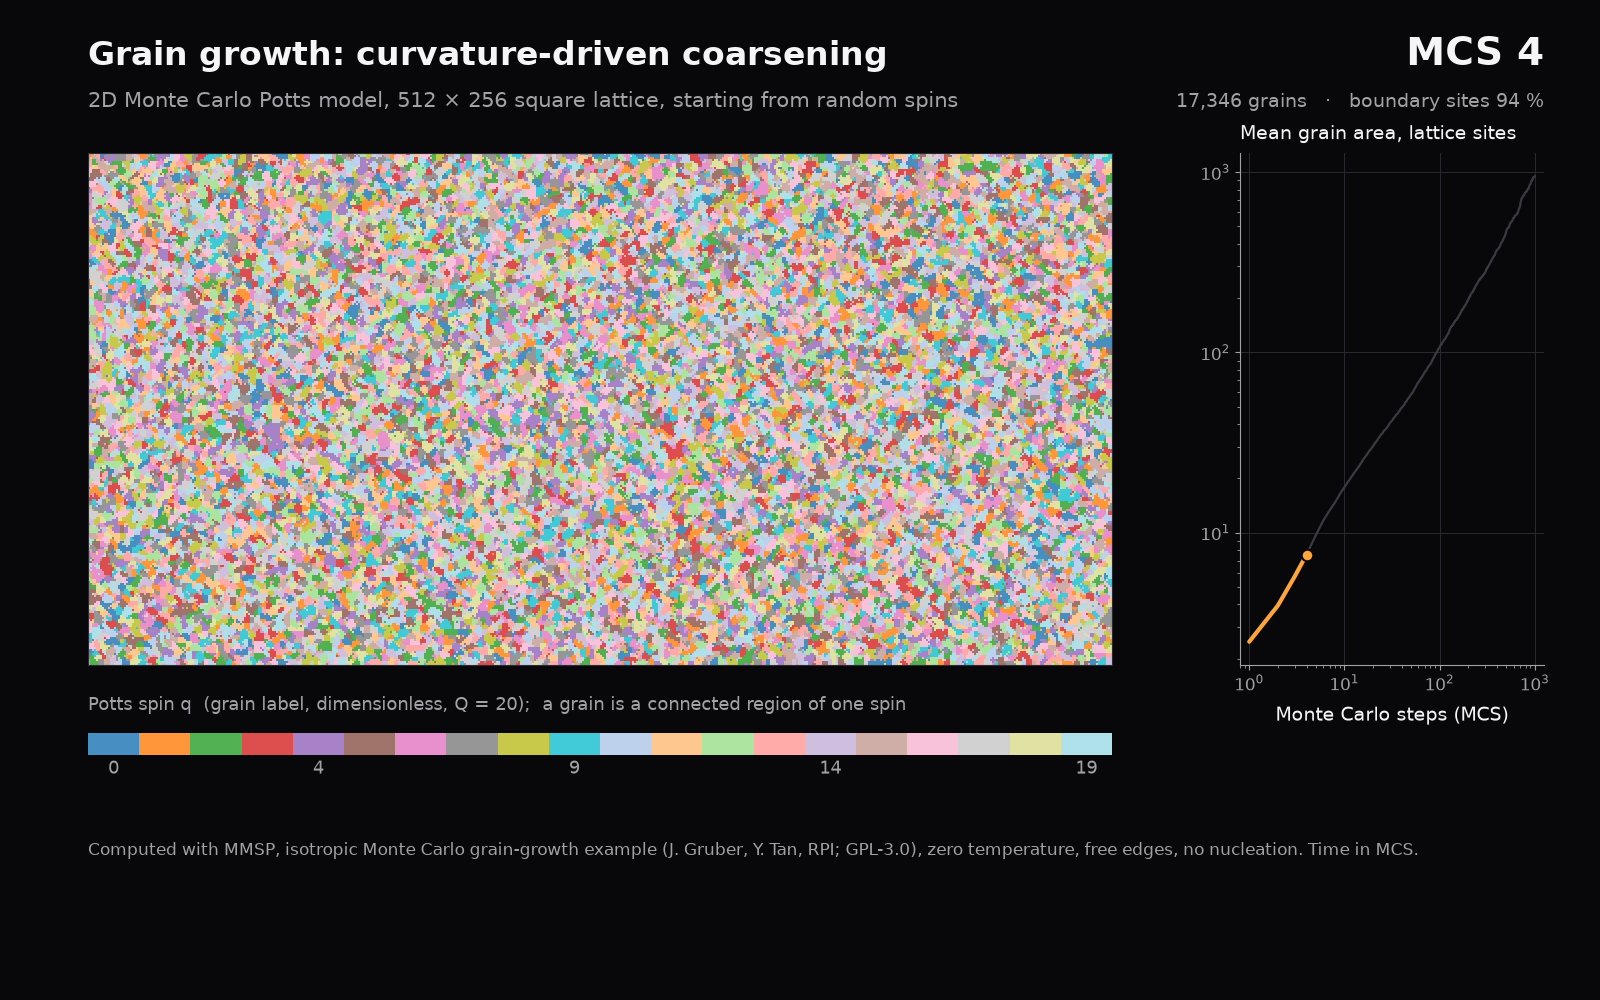 Grain growth: curvature-driven coarsening
MCS 4
2D Monte Carlo Potts model, 512 × 256 square lattice, starting from random spins
17,346 grains · boundary sites 94 %
Mean grain area, lattice sites
10³
10²
10¹
10⁰ 10¹ 10² 10³
Monte Carlo steps (MCS)
Potts spin q (grain label, dimensionless, Q = 20); a grain is a connected region of one spin
0 4 9 14 19
Computed with MMSP, isotropic Monte Carlo grain-growth example (J. Gruber, Y. Tan, RPI; GPL-3.0), zero temperature, free edges, no nucleation. Time in MCS.